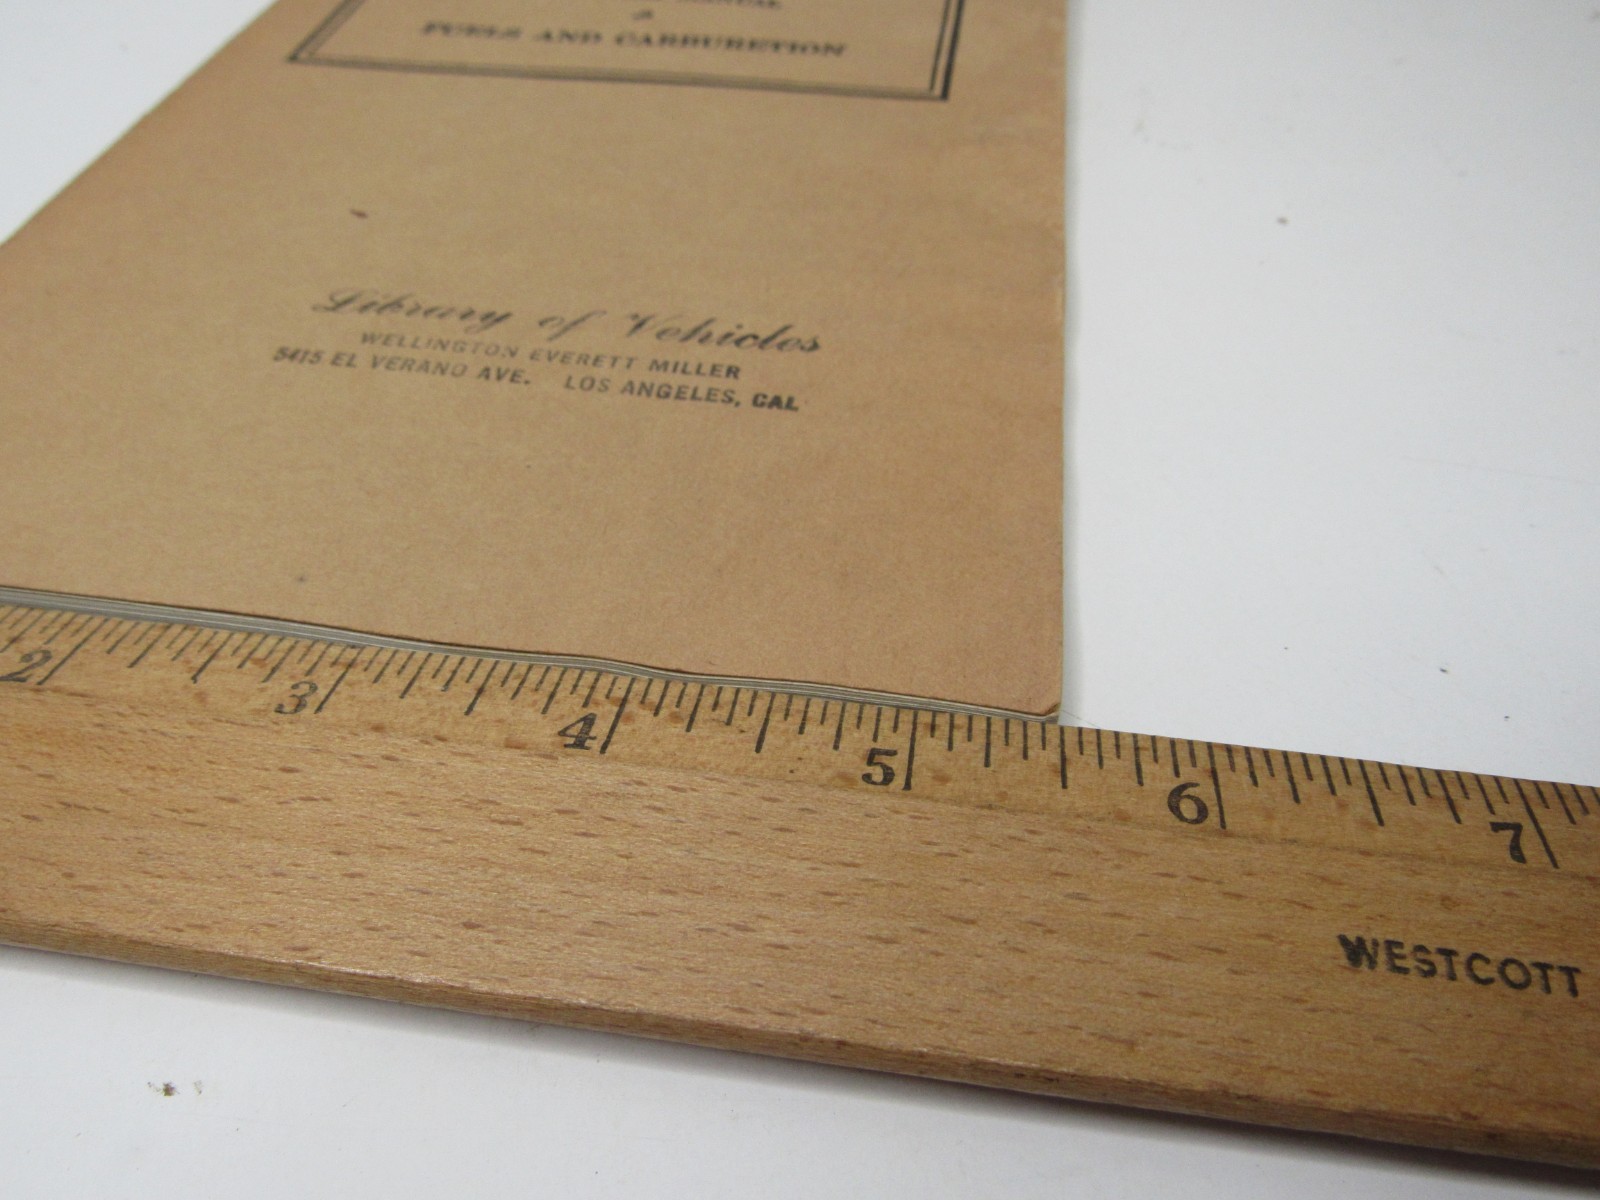 MANUAL
FUELS AND CARBURETION
Library of Vehicles
WELLINGTON EVERETT MILLER
5415 EL VERANO AVE. LOS ANGELES, CAL
2 3 4 5 6 7
WESTCOTT